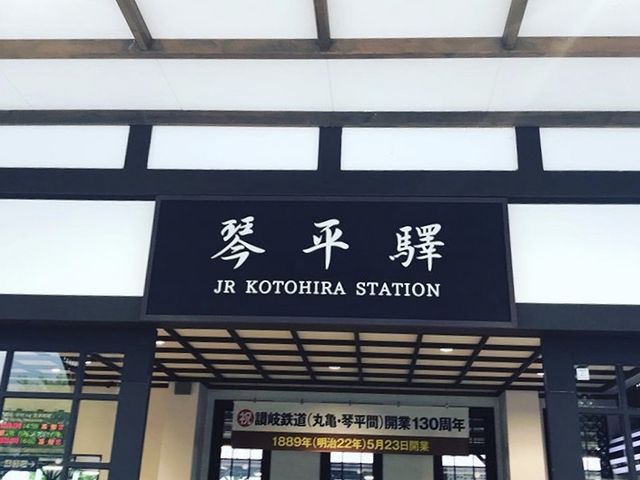 琴平驛
JR KOTOHIRA STATION
祝 讃岐鉄道(丸亀・琴平間)開業130周年
1889年(明治22年)5月23日開業